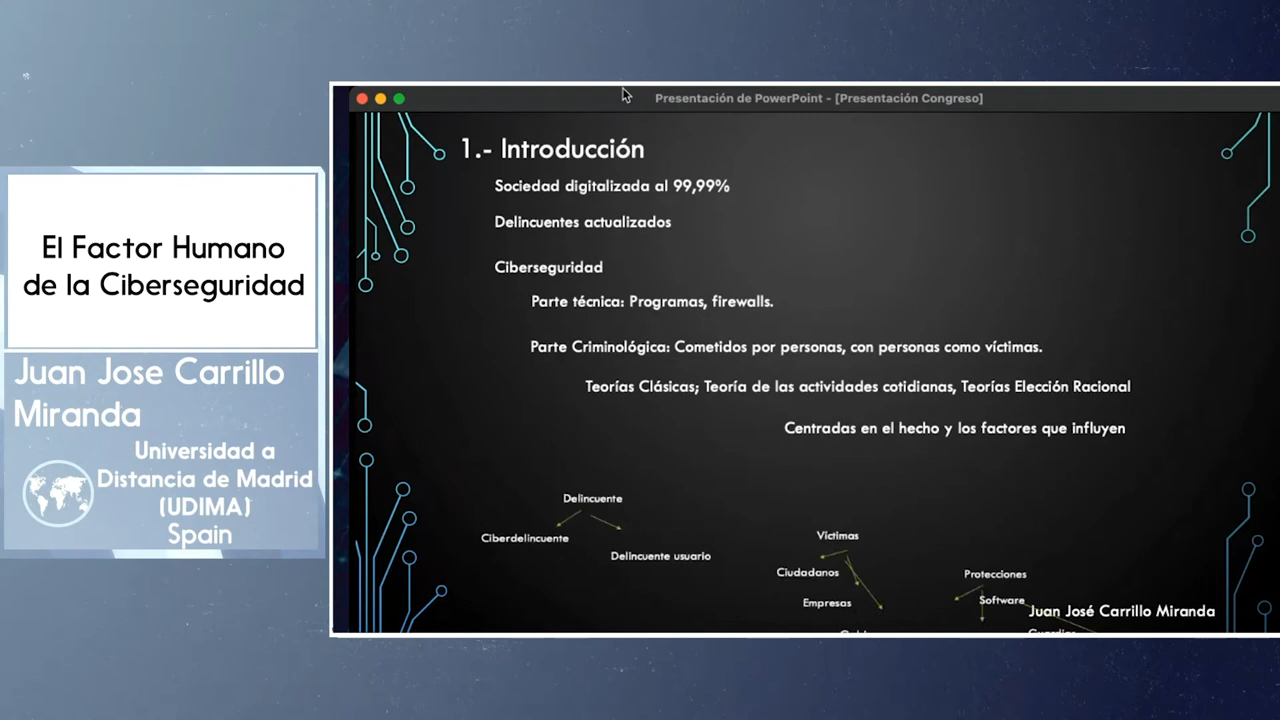 El Factor Humano
de la Ciberseguridad
Juan Jose Carrillo
Miranda
Universidad a
Distancia de Madrid
(UDIMA)
Spain
Presentación de PowerPoint - [Presentación Congreso]
1.- Introducción
Sociedad digitalizada al 99,99%
Delincuentes actualizados
Ciberseguridad
Parte técnica: Programas, firewalls.
Parte Criminológica: Cometidos por personas, con personas como víctimas.
Teorías Clásicas; Teoría de las actividades cotidianas, Teorías Elección Racional
Centradas en el hecho y los factores que influyen
Delincuente
Ciberdelincuente
Delincuente usuario
Víctimas
Ciudadanos
Empresas
Protecciones
Software
Juan José Carrillo Miranda